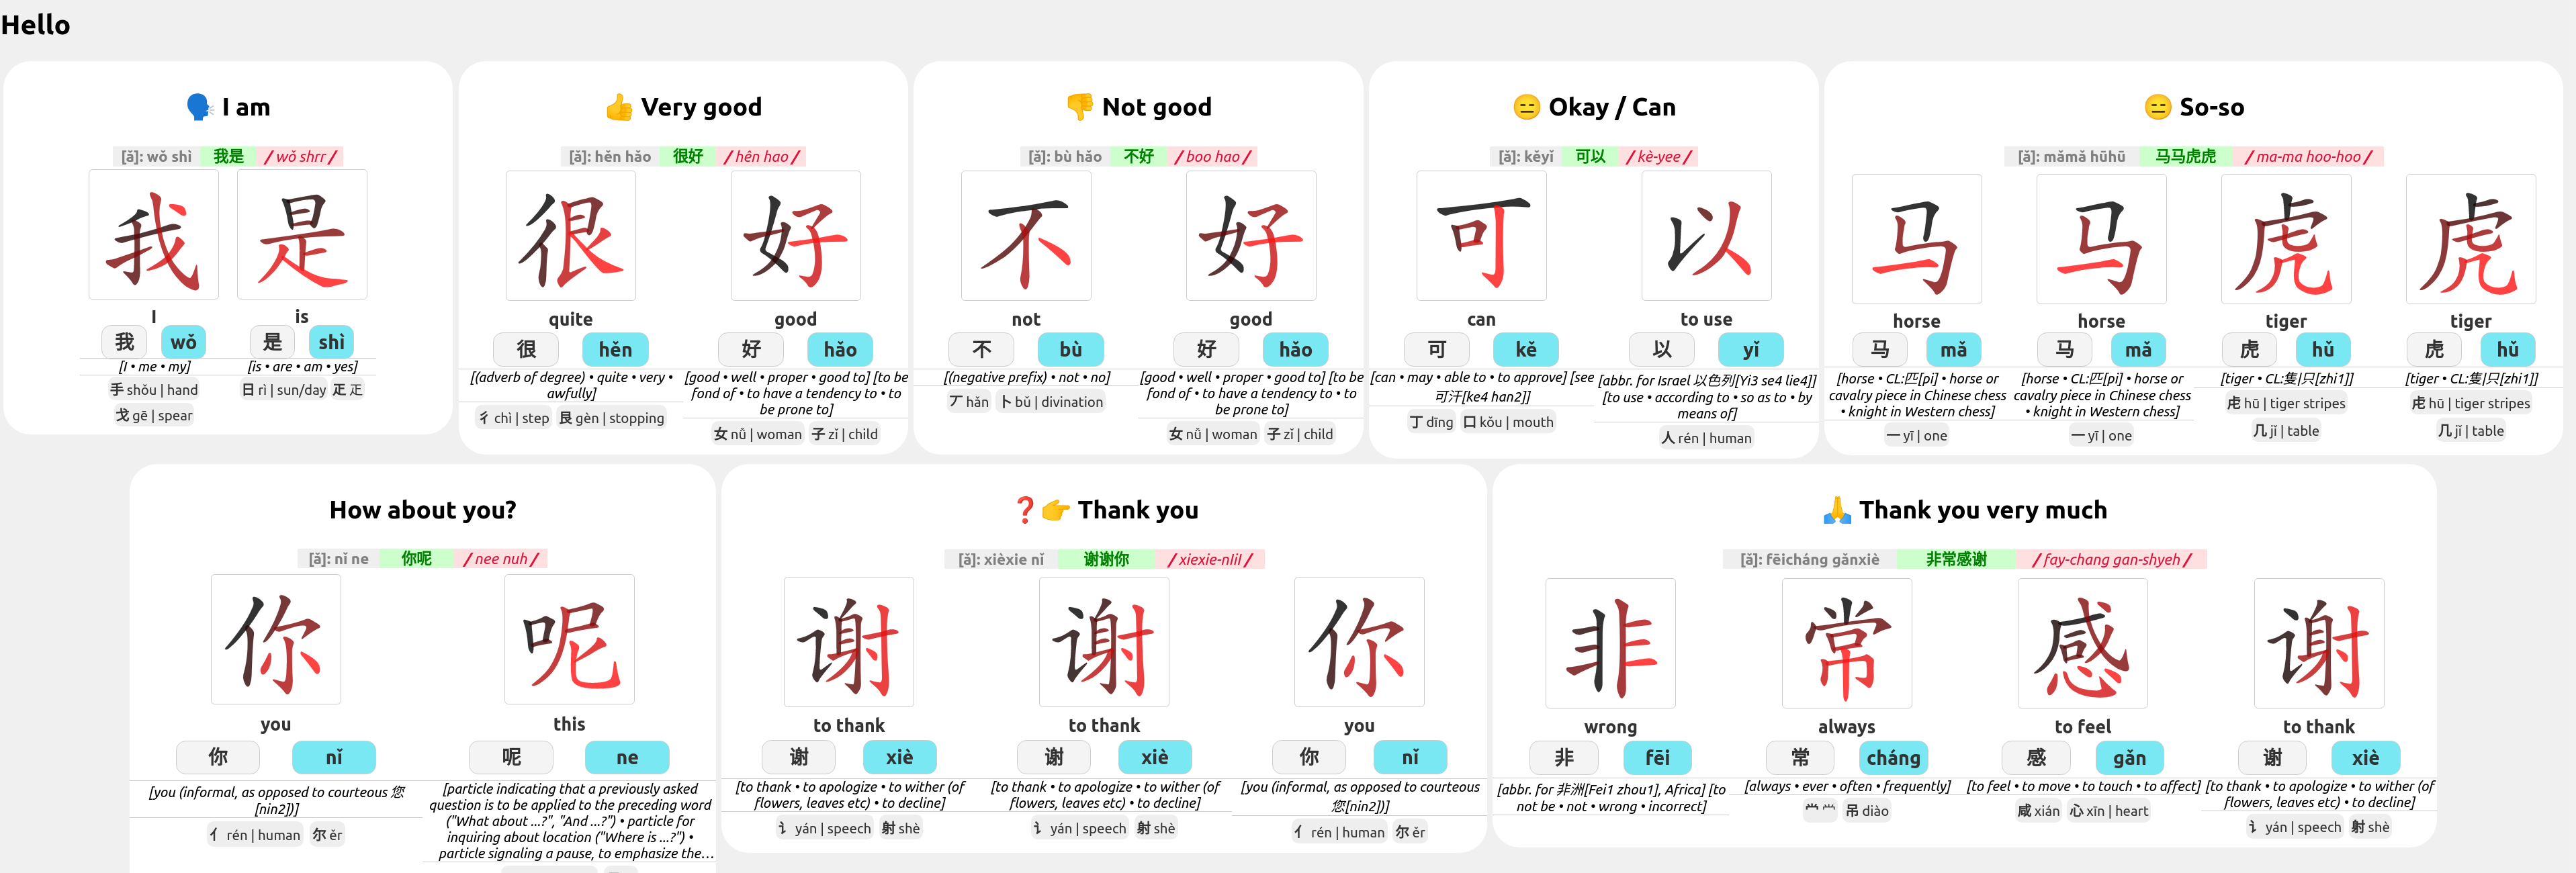 Hello
🗣️ I am
[ă]: wǒ shì 我是 / wǒ shrr /
我 是
I is
我 wǒ 是 shì
[I • me • my] [is • are • am • yes]
手 shǒu | hand 日 rì | sun/day 𤴓 𤴓
戈 gē | spear
👍 Very good
[ă]: hěn hǎo 很好 / hên hao /
很 好
quite good
很 hěn 好 hǎo
[(adverb of degree) • quite • very •
awfully]
彳 chì | step 艮 gèn | stopping
[good • well • proper • good to] [to be
fond of • to have a tendency to • to
be prone to]
女 nǚ | woman 子 zǐ | child
👎 Not good
[ă]: bù hǎo 不好 / boo hao /
不 好
not good
不 bù 好 hǎo
[(negative prefix) • not • no]
丆 hǎn 卜 bǔ | divination
[good • well • proper • good to] [to be
fond of • to have a tendency to • to
be prone to]
女 nǚ | woman 子 zǐ | child
😑 Okay / Can
[ă]: kěyǐ 可以 / kè-yee /
可 以
can to use
可 kě 以 yǐ
[can • may • able to • to approve] [see
可汗[ke4 han2]]
丁 dīng 口 kǒu | mouth
[abbr. for Israel 以色列[Yi3 se4 lie4]]
[to use • according to • so as to • by
means of]
人 rén | human
😑 So-so
[ă]: mǎmǎ hūhū 马马虎虎 / ma-ma hoo-hoo /
马 马 虎 虎
horse horse tiger tiger
马 mǎ 马 mǎ 虎 hǔ 虎 hǔ
[horse • CL:匹[pi] • horse or
cavalry piece in Chinese chess
• knight in Western chess]
一 yī | one
[horse • CL:匹[pi] • horse or
cavalry piece in Chinese chess
• knight in Western chess]
一 yī | one
[tiger • CL:隻|只[zhi1]]
虍 hū | tiger stripes
几 jǐ | table
[tiger • CL:隻|只[zhi1]]
虍 hū | tiger stripes
几 jǐ | table
How about you?
[ă]: nǐ ne 你呢 / nee nuh /
你 呢
you this
你 nǐ 呢 ne
[you (informal, as opposed to courteous 您
[nin2])]
亻 rén | human 尔 ěr
[particle indicating that a previously asked
question is to be applied to the preceding word
("What about ...?", "And ...?") • particle for
inquiring about location ("Where is ...?") •
particle signaling a pause, to emphasize the…
❓👉 Thank you
[ă]: xièxie nǐ 谢谢你 / xiexie-nIiI /
谢 谢 你
to thank to thank you
谢 xiè 谢 xiè 你 nǐ
[to thank • to apologize • to wither (of
flowers, leaves etc) • to decline]
讠 yán | speech 射 shè
[to thank • to apologize • to wither (of
flowers, leaves etc) • to decline]
讠 yán | speech 射 shè
[you (informal, as opposed to courteous
您[nin2])]
亻 rén | human 尔 ěr
🙏 Thank you very much
[ă]: fēicháng gǎnxiè 非常感谢 / fay-chang gan-shyeh /
非 常 感 谢
wrong always to feel to thank
非 fēi 常 cháng 感 gǎn 谢 xiè
[abbr. for 非洲[Fei1 zhou1], Africa] [to
not be • not • wrong • incorrect]
[always • ever • often • frequently]
龸 龸 吊 diào
[to feel • to move • to touch • to affect]
咸 xián 心 xīn | heart
[to thank • to apologize • to wither (of
flowers, leaves etc) • to decline]
讠 yán | speech 射 shè